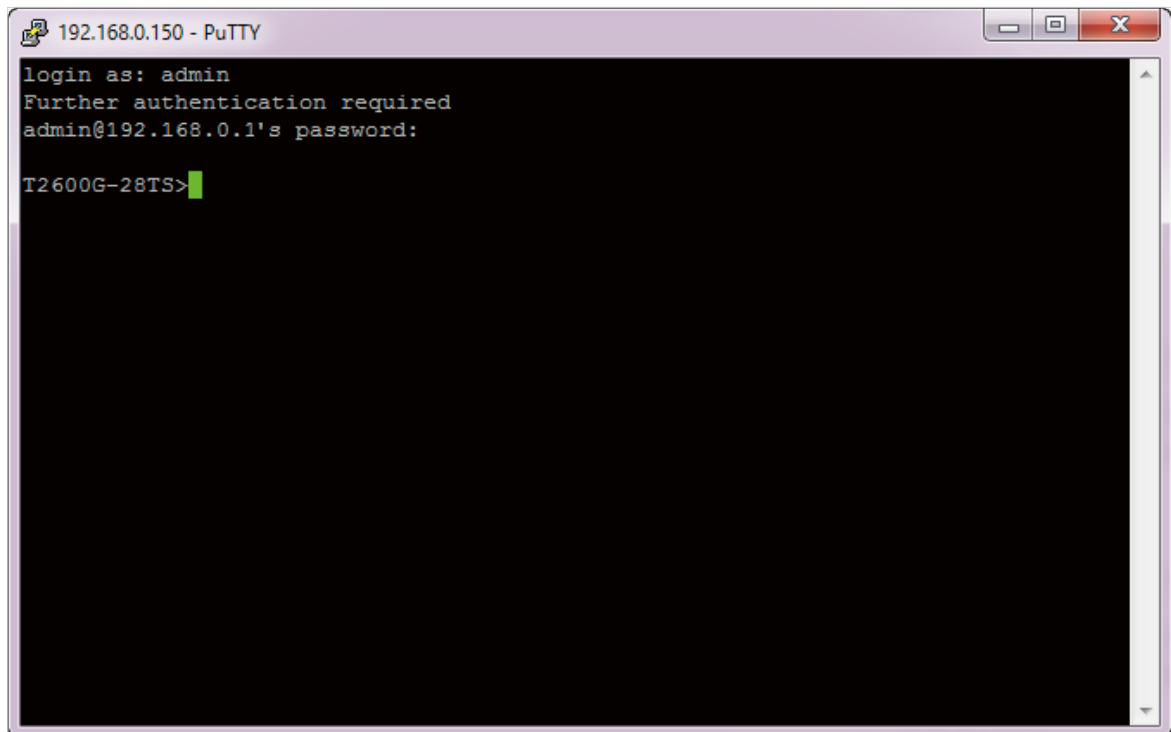 192.168.0.150 - PuTTY
login as: admin
Further authentication required
admin@192.168.0.1's password:
T2600G-28TS>